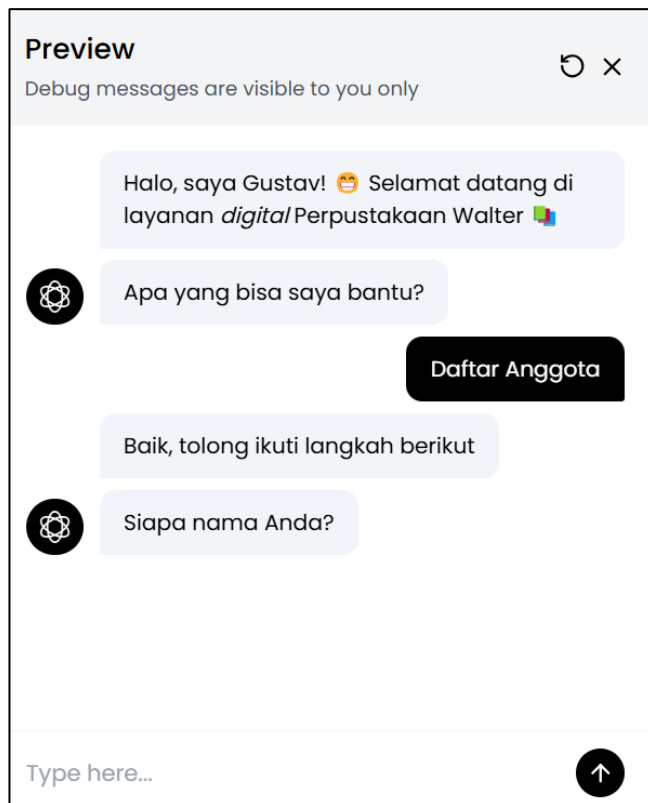 Preview
Debug messages are visible to you only
Halo, saya Gustav! 😁 Selamat datang di
layanan digital Perpustakaan Walter 📚
Apa yang bisa saya bantu?
Daftar Anggota
Baik, tolong ikuti langkah berikut
Siapa nama Anda?
Type here...